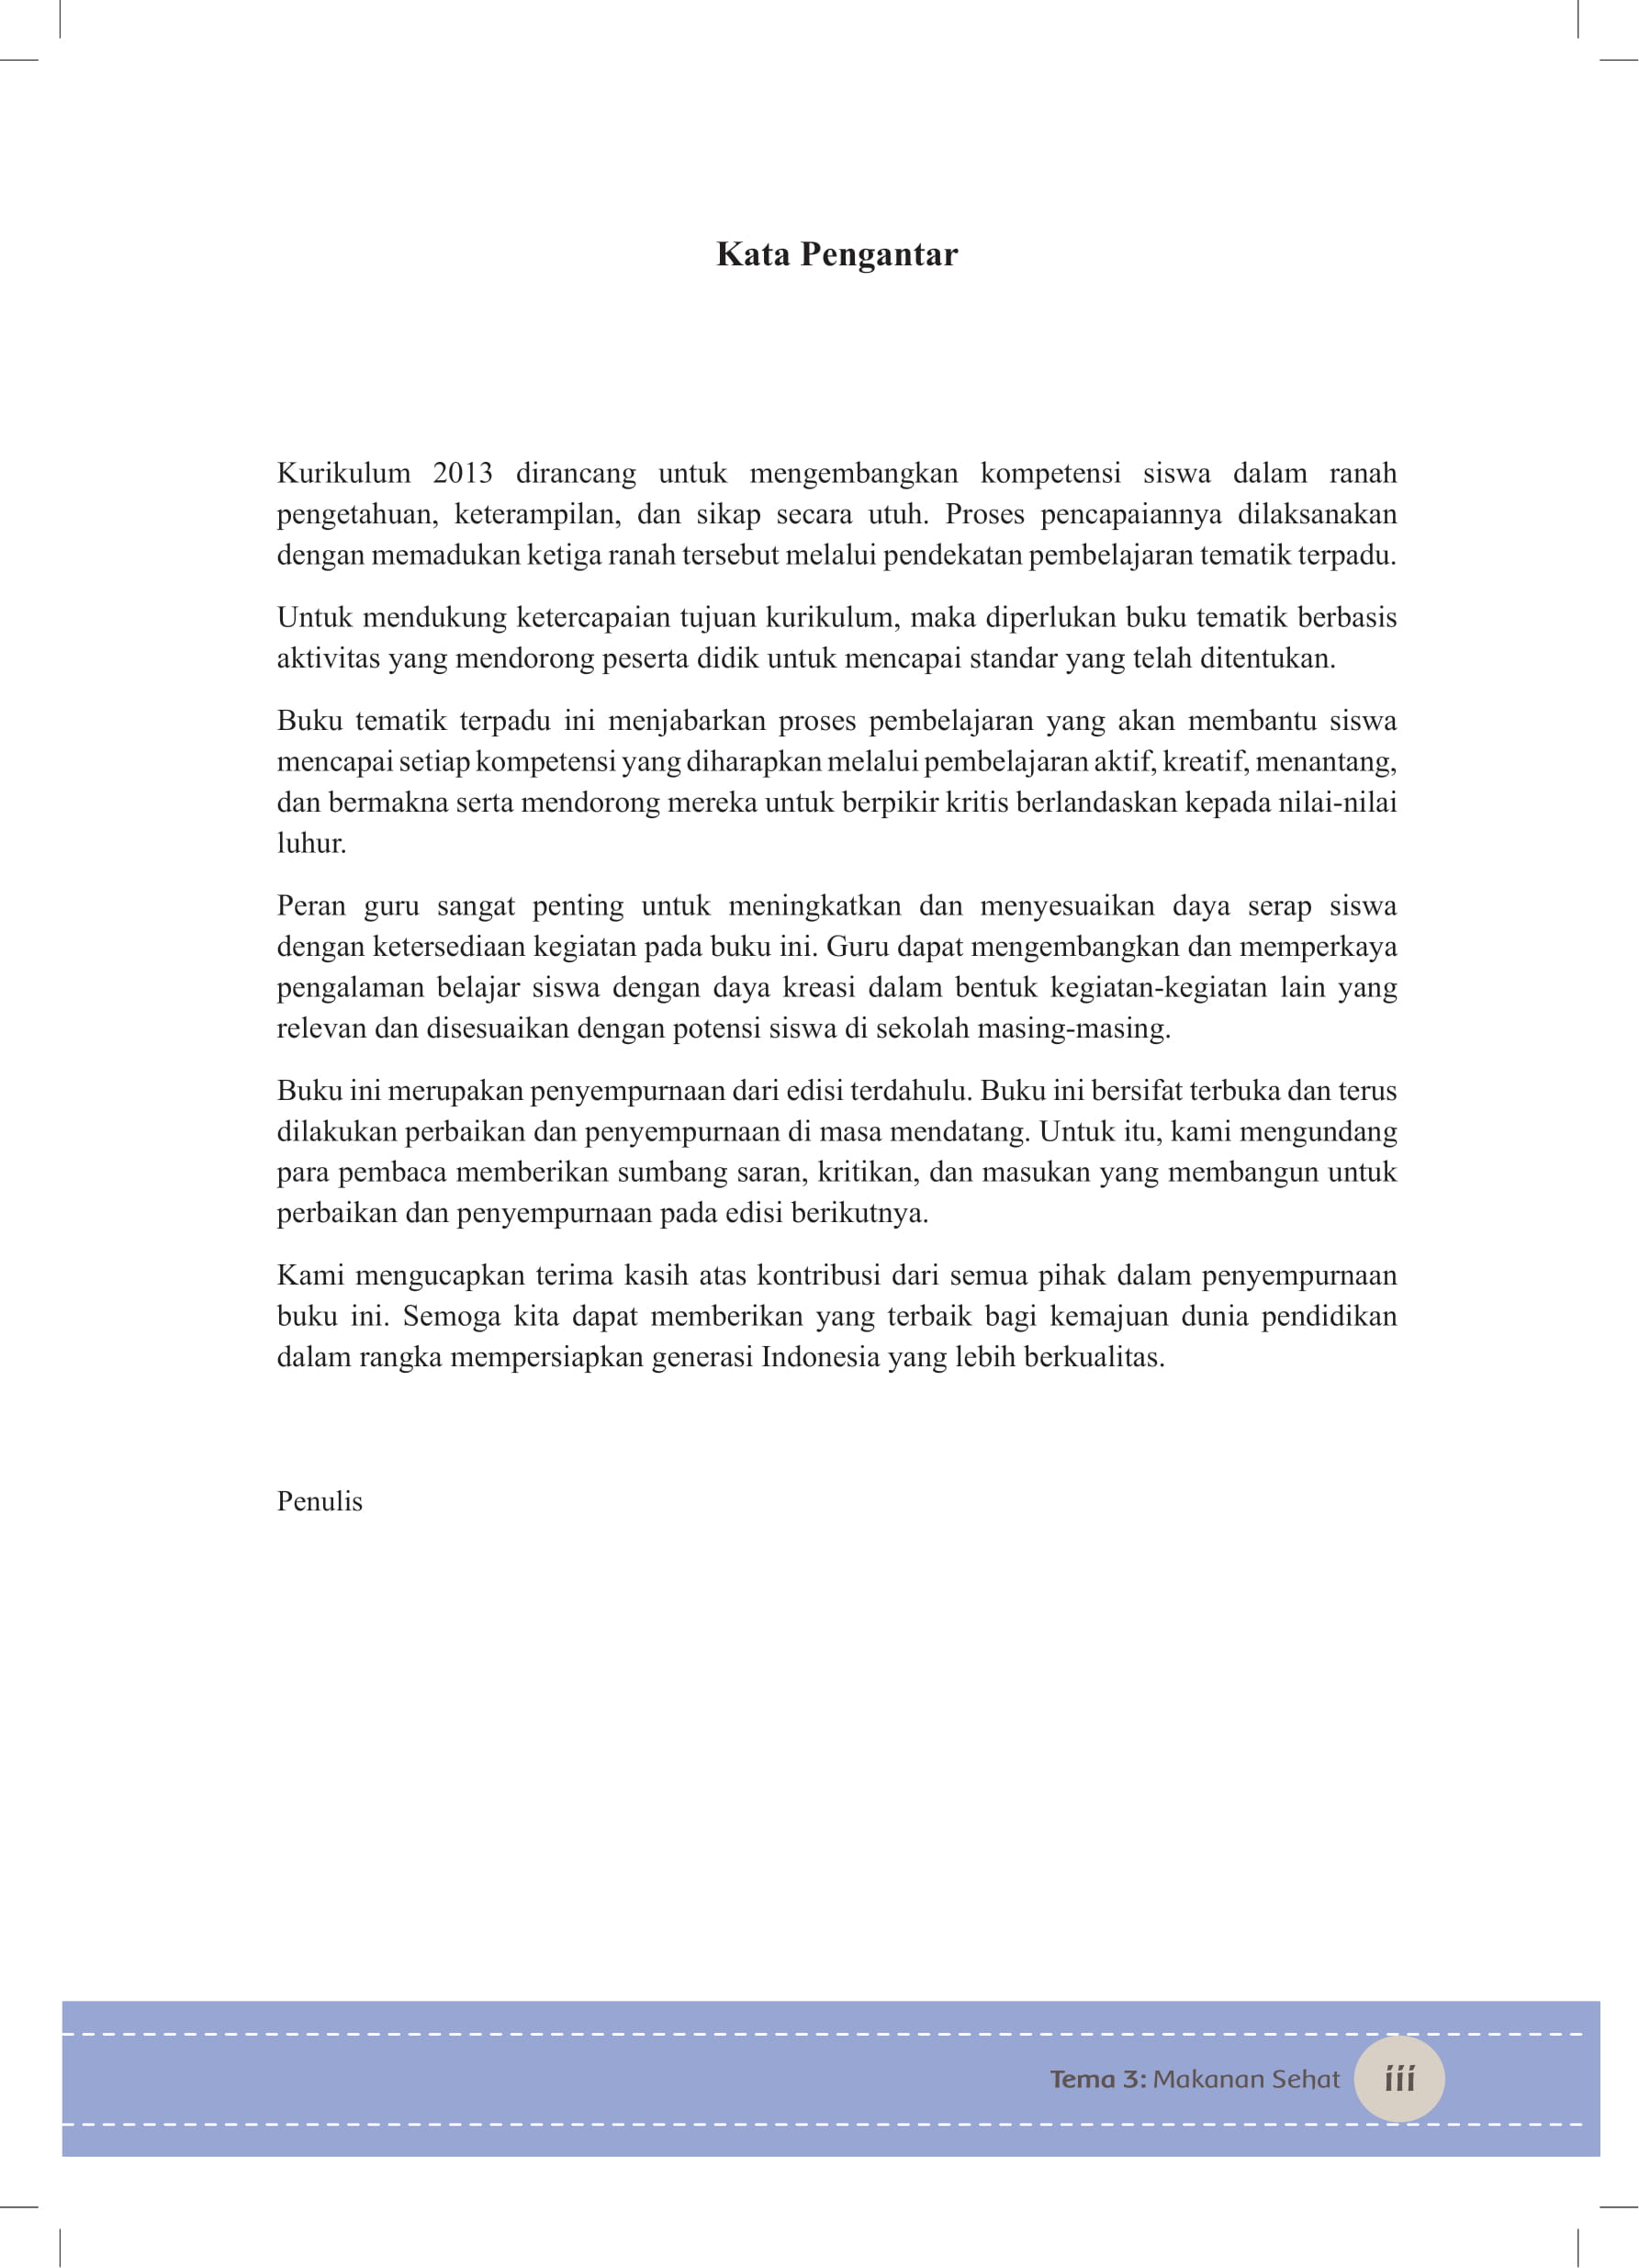 Kata Pengantar
Kurikulum 2013 dirancang untuk mengembangkan kompetensi siswa dalam ranah
pengetahuan, keterampilan, dan sikap secara utuh. Proses pencapaiannya dilaksanakan
dengan memadukan ketiga ranah tersebut melalui pendekatan pembelajaran tematik terpadu.
Untuk mendukung ketercapaian tujuan kurikulum, maka diperlukan buku tematik berbasis
aktivitas yang mendorong peserta didik untuk mencapai standar yang telah ditentukan.
Buku tematik terpadu ini menjabarkan proses pembelajaran yang akan membantu siswa
mencapai setiap kompetensi yang diharapkan melalui pembelajaran aktif, kreatif, menantang,
dan bermakna serta mendorong mereka untuk berpikir kritis berlandaskan kepada nilai-nilai
luhur.
Peran guru sangat penting untuk meningkatkan dan menyesuaikan daya serap siswa
dengan ketersediaan kegiatan pada buku ini. Guru dapat mengembangkan dan memperkaya
pengalaman belajar siswa dengan daya kreasi dalam bentuk kegiatan-kegiatan lain yang
relevan dan disesuaikan dengan potensi siswa di sekolah masing-masing.
Buku ini merupakan penyempurnaan dari edisi terdahulu. Buku ini bersifat terbuka dan terus
dilakukan perbaikan dan penyempurnaan di masa mendatang. Untuk itu, kami mengundang
para pembaca memberikan sumbang saran, kritikan, dan masukan yang membangun untuk
perbaikan dan penyempurnaan pada edisi berikutnya.
Kami mengucapkan terima kasih atas kontribusi dari semua pihak dalam penyempurnaan
buku ini. Semoga kita dapat memberikan yang terbaik bagi kemajuan dunia pendidikan
dalam rangka mempersiapkan generasi Indonesia yang lebih berkualitas.
Penulis
Tema 3: Makanan Sehat iii